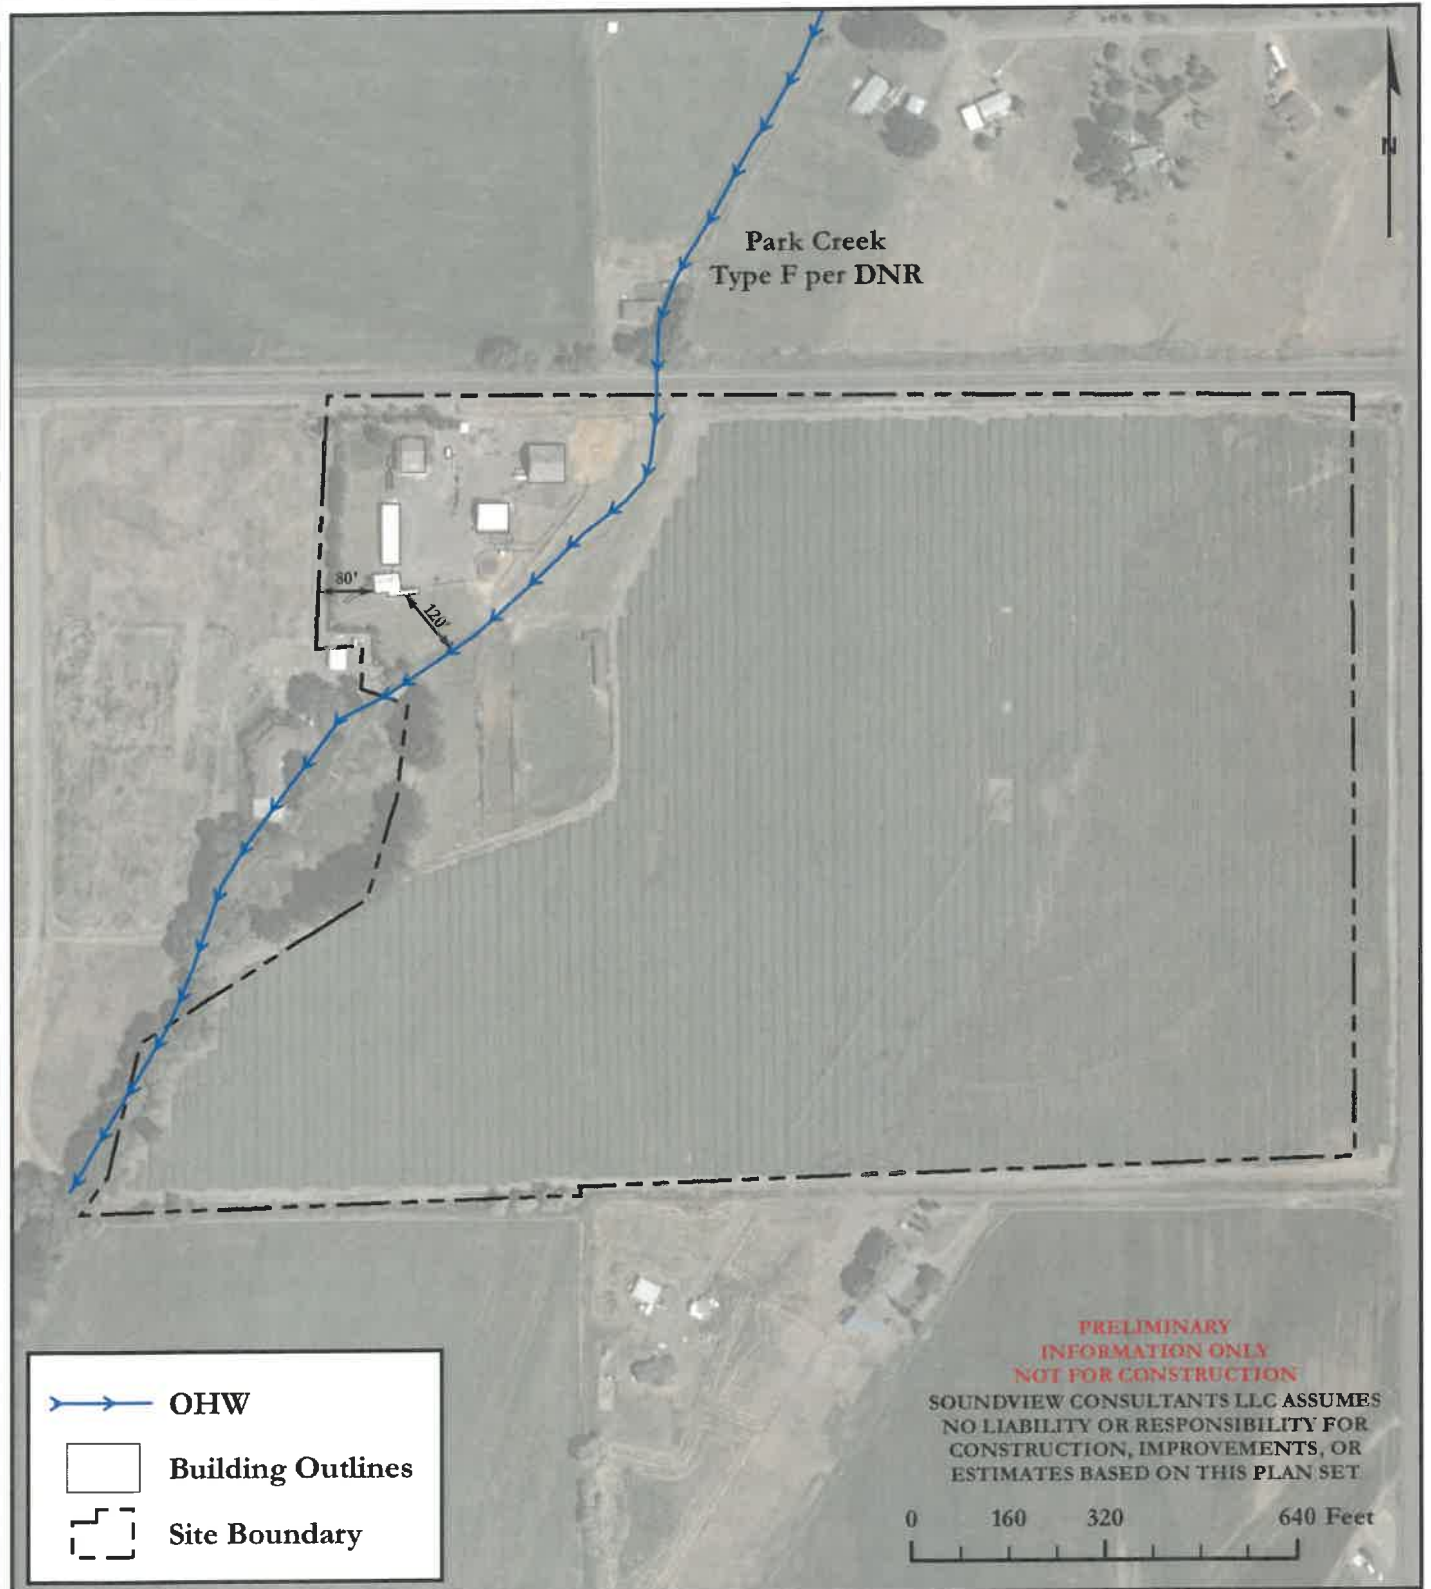 N
Park Creek
Type F per DNR
80'
120'
PRELIMINARY
INFORMATION ONLY
NOT FOR CONSTRUCTION
SOUNDVIEW CONSULTANTS LLC ASSUMES
NO LIABILITY OR RESPONSIBILITY FOR
CONSTRUCTION, IMPROVEMENTS, OR
ESTIMATES BASED ON THIS PLAN SET
OHW
Building Outlines
Site Boundary
0 160 320 640 Feet